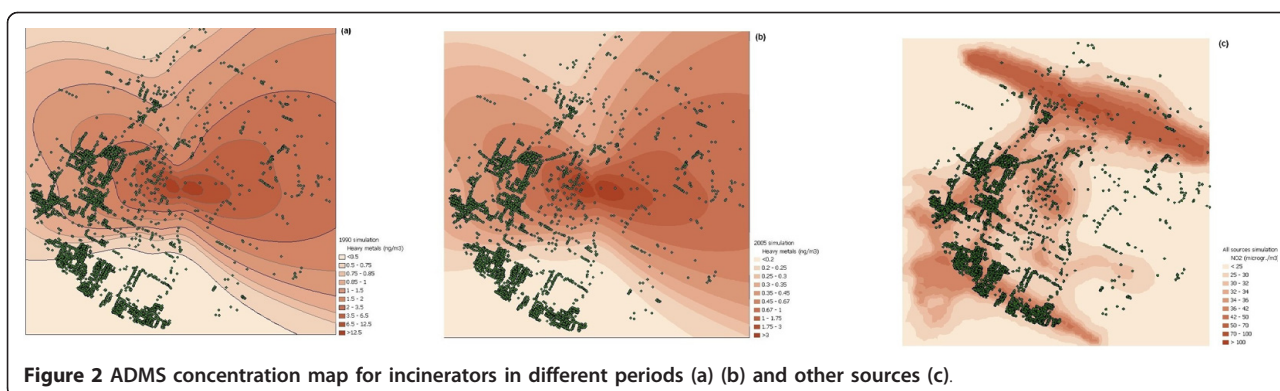 (a)
1990 simulation
Heavy metals (ng/m3)
<0.5
0.5 - 0.75
0.75 - 0.85
0.85 - 1
1 - 1.5
1.5 - 2
2 - 3.5
3.5 - 6.5
6.5 - 12.5
>12.5
(b)
2005 simulation
Heavy metals (ng/m3)
<0.2
0.2 - 0.25
0.25 - 0.3
0.3 - 0.35
0.35 - 0.45
0.45 - 0.67
0.67 - 1
1 - 1.75
1.75 - 3
>3
(c)
All sources simulation
NO2 (microgr./m3)
< 25
25 - 30
30 - 32
32 - 34
34 - 36
36 - 42
42 - 50
50 - 70
70 - 100
> 100
Figure 2 ADMS concentration map for incinerators in different periods (a) (b) and other sources (c).